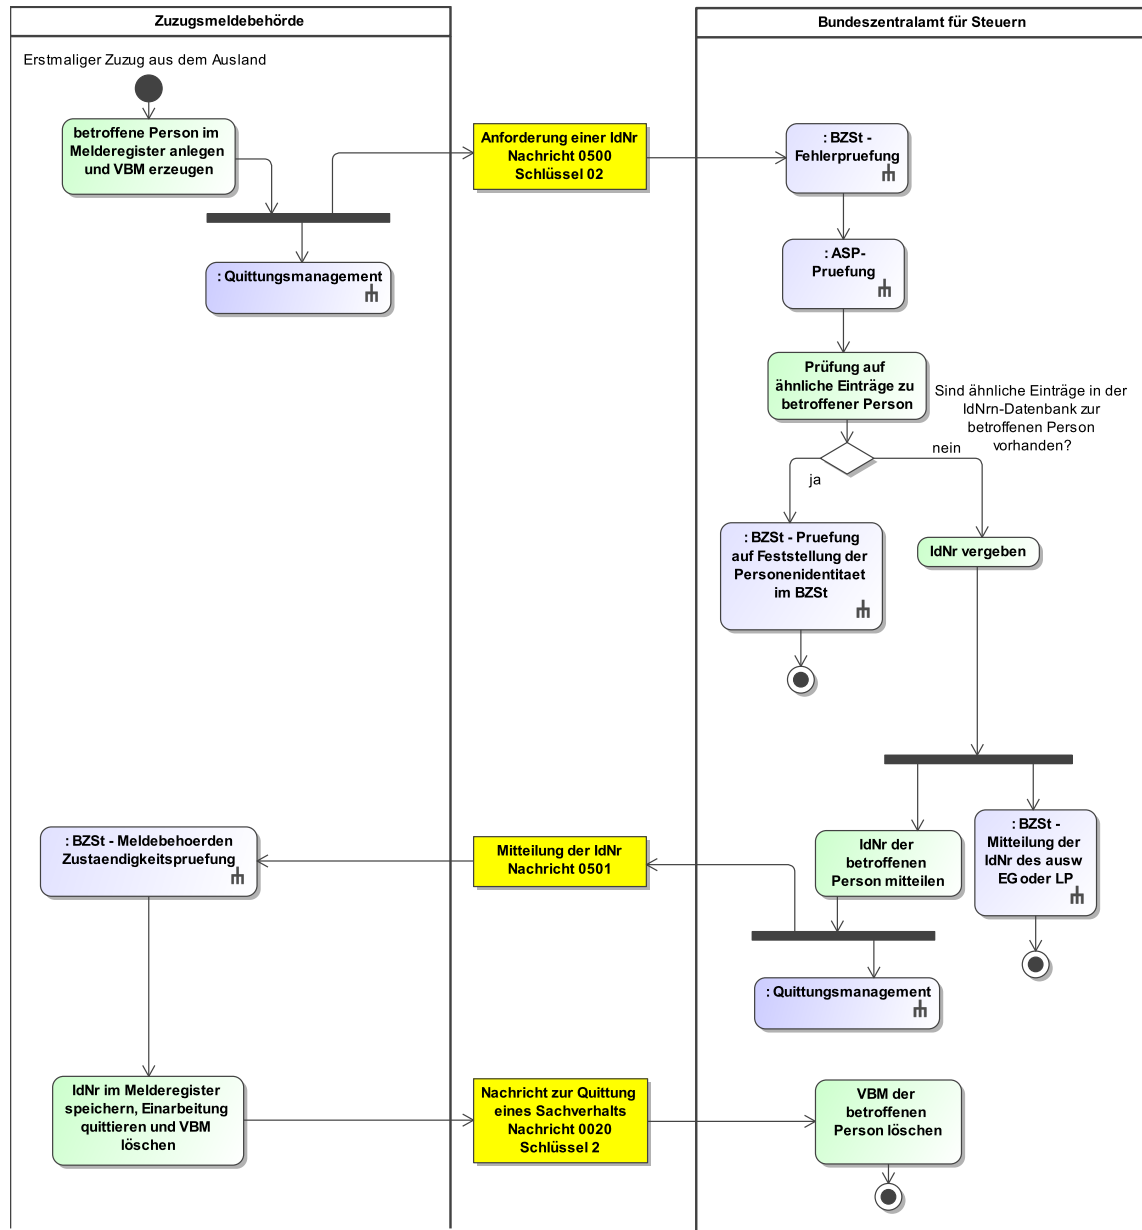 Zuzugsmeldebehörde
Bundeszentralamt für Steuern
Erstmaliger Zuzug aus dem Ausland
betroffene Person im
Melderegister anlegen
und VBM erzeugen
: Quittungsmanagement
Anforderung einer IdNr
Nachricht 0500
Schlüssel 02
: BZSt -
Fehlerpruefung
: ASP-
Pruefung
Prüfung auf
ähnliche Einträge zu
betroffener Person
Sind ähnliche Einträge in der
IdNrn-Datenbank zur
betroffenen Person
vorhanden?
nein
ja
: BZSt - Pruefung
auf Feststellung der
Personenidentitaet
im BZSt
IdNr vergeben
: BZSt - Meldebehoerden
Zustaendigkeitspruefung
Mitteilung der IdNr
Nachricht 0501
IdNr der
betroffenen
Person mitteilen
: BZSt -
Mitteilung der
IdNr des ausw
EG oder LP
: Quittungsmanagement
IdNr im Melderegister
speichern, Einarbeitung
quittieren und VBM
löschen
Nachricht zur Quittung
eines Sachverhalts
Nachricht 0020
Schlüssel 2
VBM der
betroffenen
Person löschen